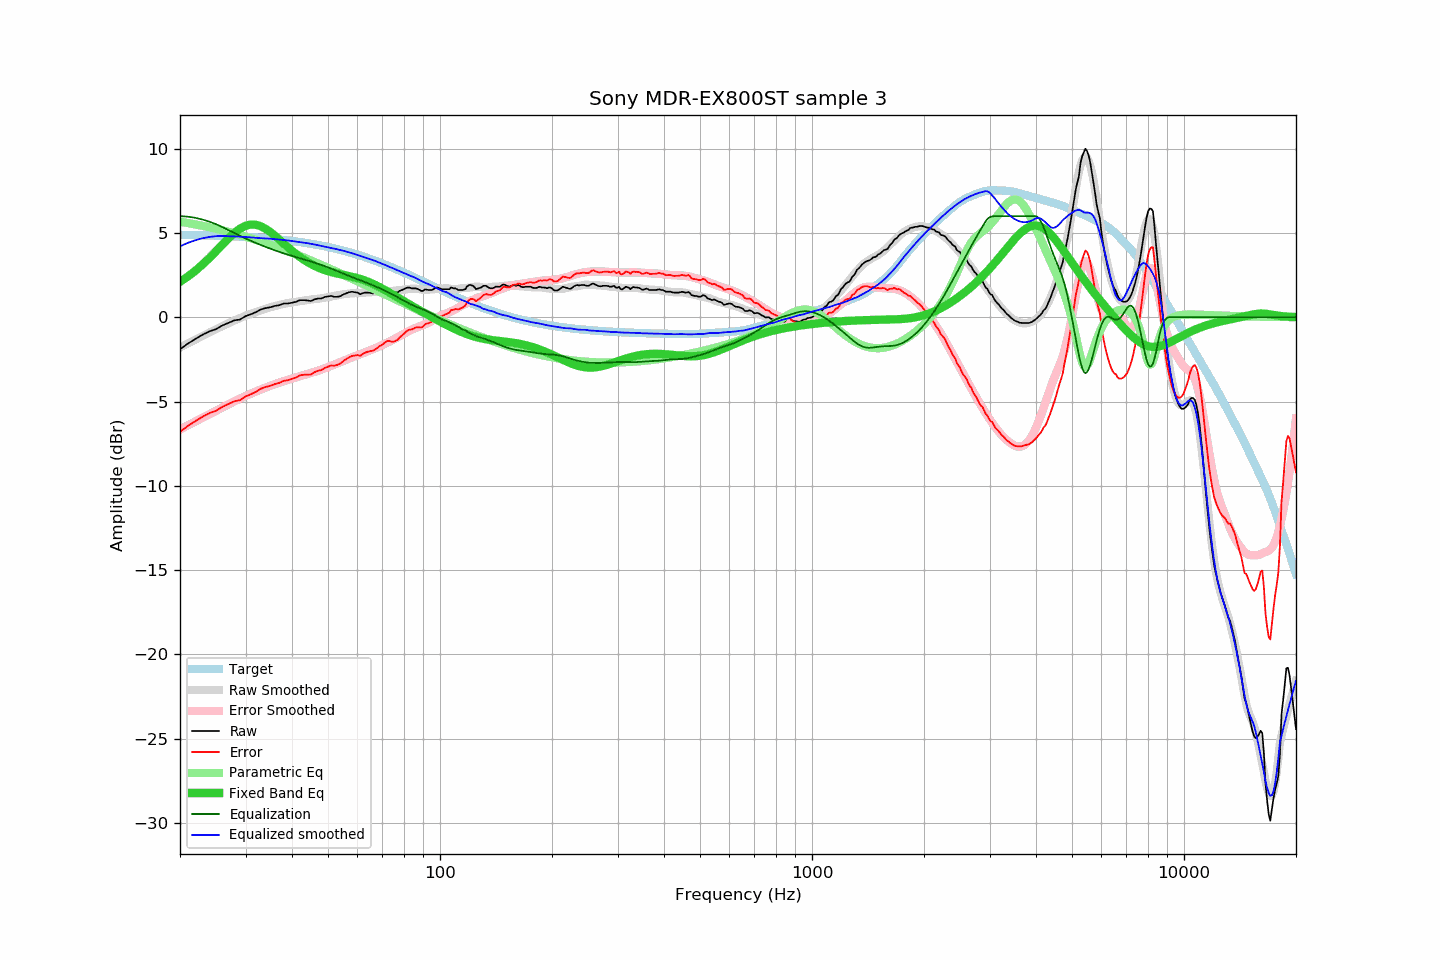 Sony MDR-EX800ST sample 3
10
5
0
−5
−10
−15
−20
−25
−30
Amplitude (dBr)
Target
Raw Smoothed
Error Smoothed
Raw
Error
Parametric Eq
Fixed Band Eq
Equalization
Equalized smoothed
100
1000
10000
Frequency (Hz)